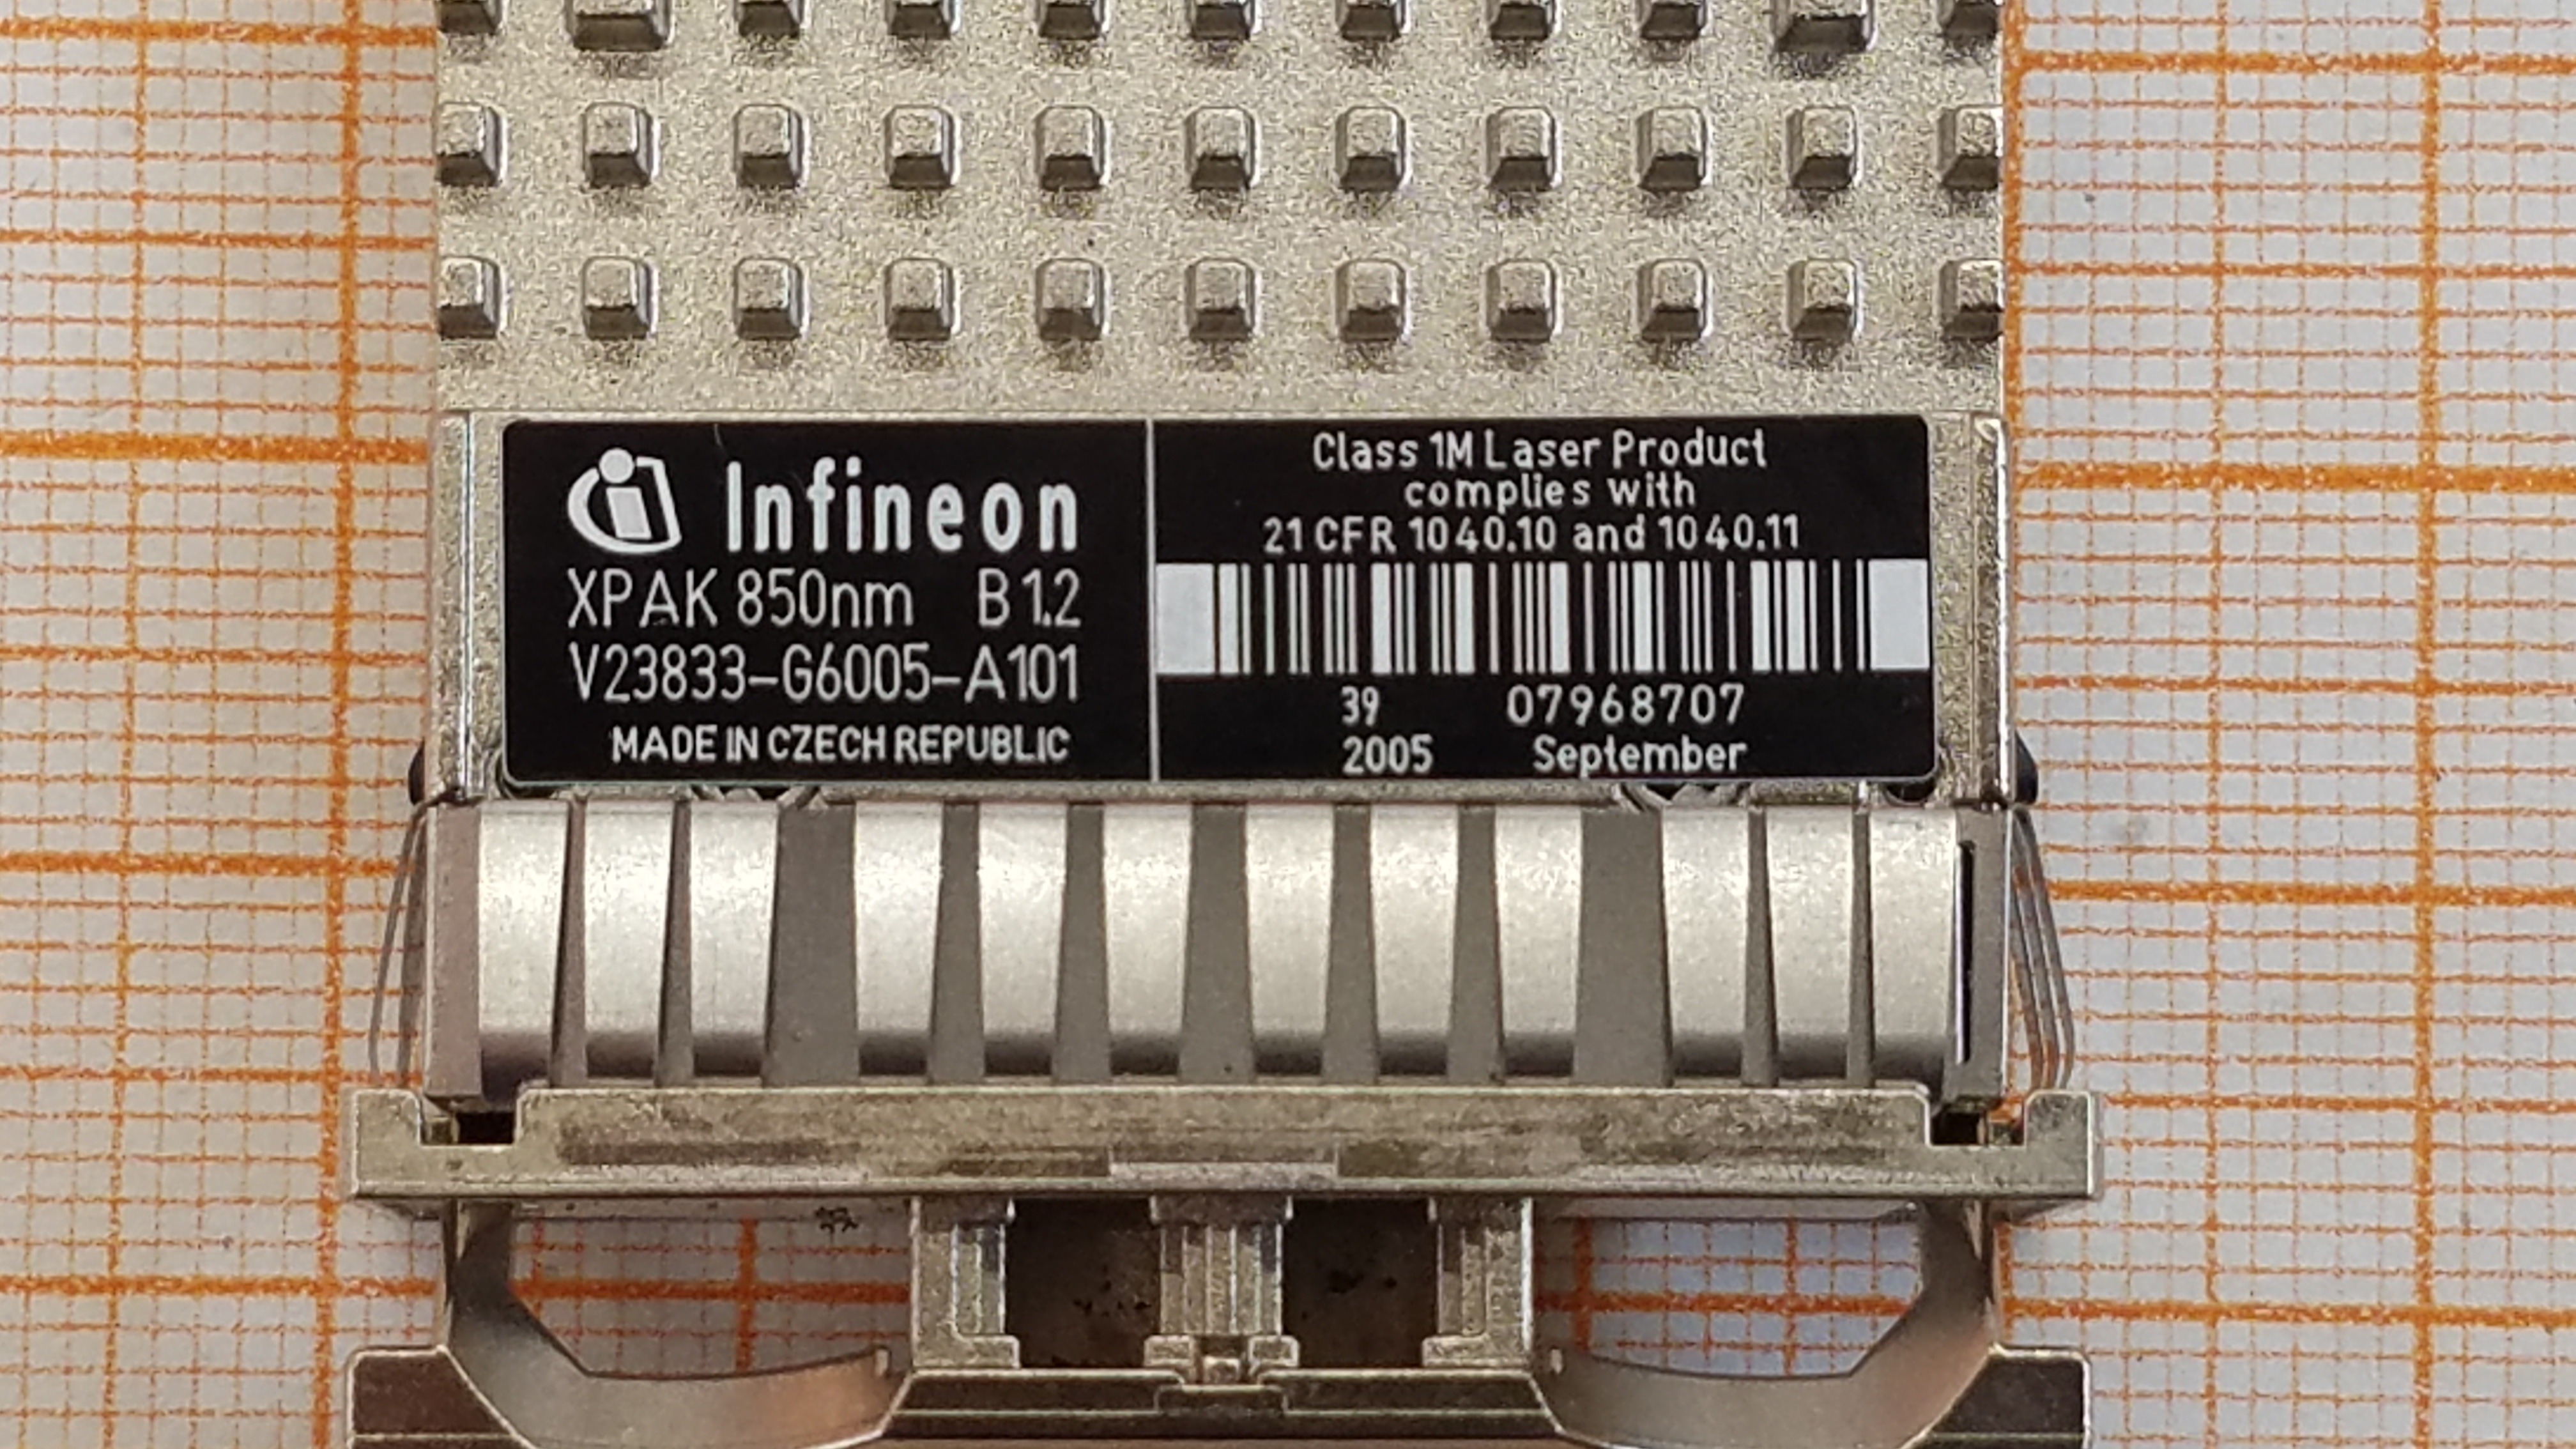 Infineon
XPAK 850nm B1.2
V23833-G6005-A101
MADE IN CZECH REPUBLIC
Class 1M Laser Product
complies with
21 CFR 1040.10 and 1040.11
39 07968707
2005 September